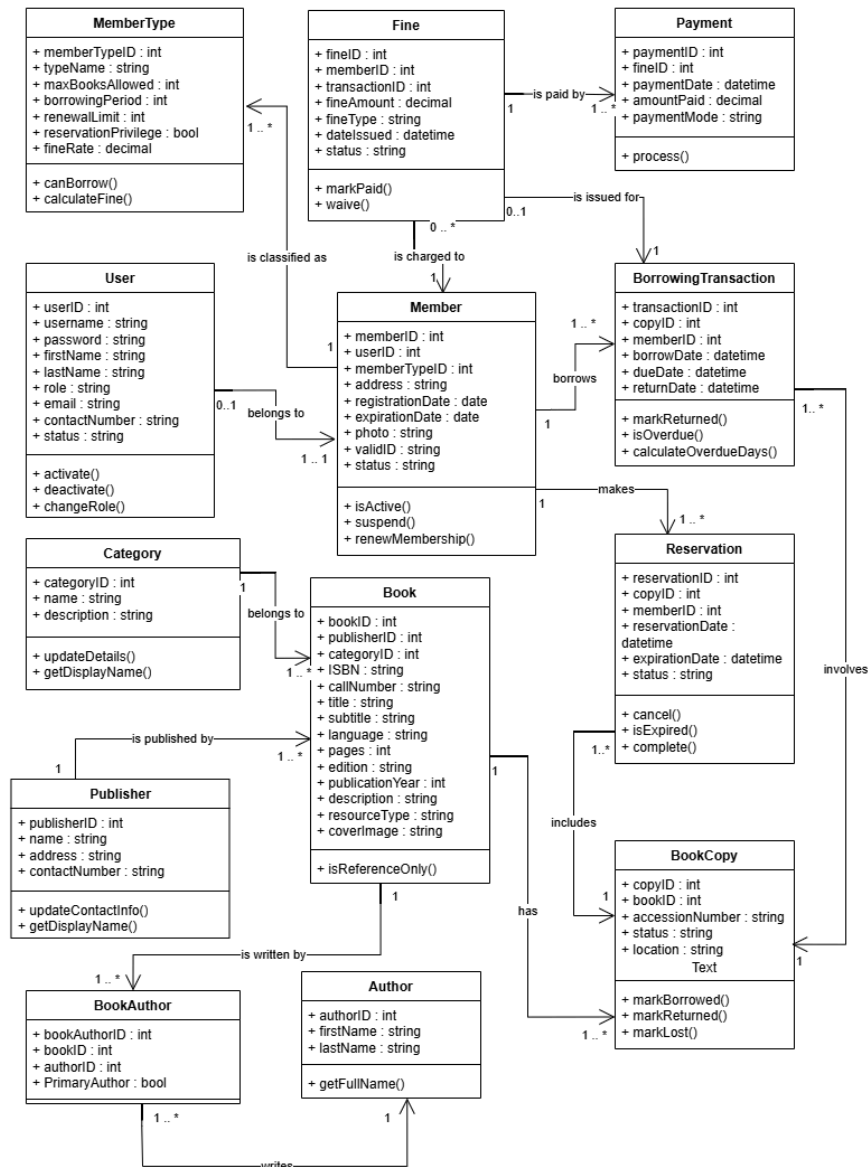 MemberType
+ memberTypeID : int
+ typeName : string
+ maxBooksAllowed : int
+ borrowingPeriod : int
+ renewalLimit : int
+ reservationPrivilege : bool
+ fineRate : decimal
+ canBorrow()
+ calculateFine()
1 .. *
Fine
+ fineID : int
+ memberID : int
+ transactionID : int
+ fineAmount : decimal
+ fineType : string
+ dateIssued : datetime
+ status : string
+ markPaid()
+ waive()
is paid by
1
1 .. *
Payment
+ paymentID : int
+ fineID : int
+ paymentDate : datetime
+ amountPaid : decimal
+ paymentMode : string
+ process()
is issued for
0..1
1
0 .. *
is charged to
1
is classified as
1
User
+ userID : int
+ username : string
+ password : string
+ firstName : string
+ lastName : string
+ role : string
+ email : string
+ contactNumber : string
+ status : string
+ activate()
+ deactivate()
+ changeRole()
0..1
belongs to
1 .. 1
Member
+ memberID : int
+ userID : int
+ memberTypeID : int
+ address : string
+ registrationDate : date
+ expirationDate : date
+ photo : string
+ validID : string
+ status : string
+ isActive()
+ suspend()
+ renewMembership()
1 .. *
borrows
1
BorrowingTransaction
+ transactionID : int
+ copyID : int
+ memberID : int
+ borrowDate : datetime
+ dueDate : datetime
+ returnDate : datetime
+ markReturned()
+ isOverdue()
+ calculateOverdueDays()
1.. *
makes
1
1 .. *
Category
+ categoryID : int
+ name : string
+ description : string
+ updateDetails()
+ getDisplayName()
1
belongs to
1 .. *
Book
+ bookID : int
+ publisherID : int
+ categoryID : int
+ ISBN : string
+ callNumber : string
+ title : string
+ subtitle : string
+ language : string
+ pages : int
+ edition : string
+ publicationYear : int
+ description : string
+ resourceType : string
+ coverImage : string
+ isReferenceOnly()
Reservation
+ reservationID : int
+ copyID : int
+ memberID : int
+ reservationDate :
datetime
+ expirationDate : datetime
+ status : string
+ cancel()
+ isExpired()
+ complete()
involves
1..*
is published by
1
1 .. *
1
Publisher
+ publisherID : int
+ name : string
+ address : string
+ contactNumber : string
+ updateContactInfo()
+ getDisplayName()
includes
1
BookCopy
+ copyID : int
+ bookID : int
+ accessionNumber : string
+ status : string
+ location : string
Text
+ markBorrowed()
+ markReturned()
+ markLost()
1
has
1 .. *
1
is written by
1 .. *
BookAuthor
+ bookAuthorID : int
+ bookID : int
+ authorID : int
+ PrimaryAuthor : bool
1 .. *
Author
+ authorID : int
+ firstName : string
+ lastName : string
+ getFullName()
1
writes